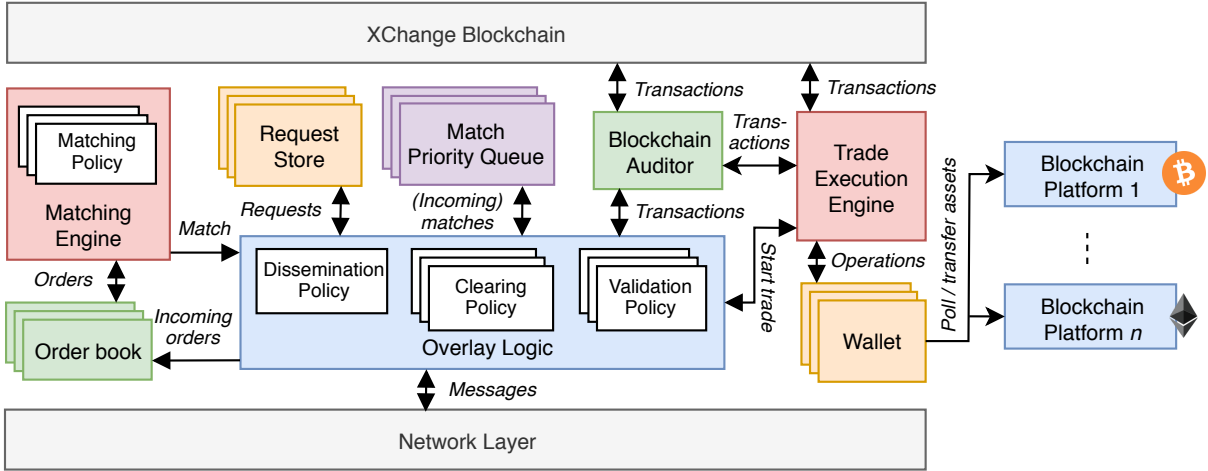 XChange Blockchain
Transactions
Transactions
Matching
Policy
Matching
Engine
Request
Store
Match
Priority Queue
Blockchain
Auditor
Trans-
actions
Trade
Execution
Engine
Blockchain
Platform 1
Requests
(Incoming)
matches
Transactions
Match
Orders
Incoming
orders
Order book
Dissemination
Policy
Clearing
Policy
Validation
Policy
Overlay Logic
Start trade
Operations
Wallet
Poll / transfer assets
Blockchain
Platform n
Messages
Network Layer